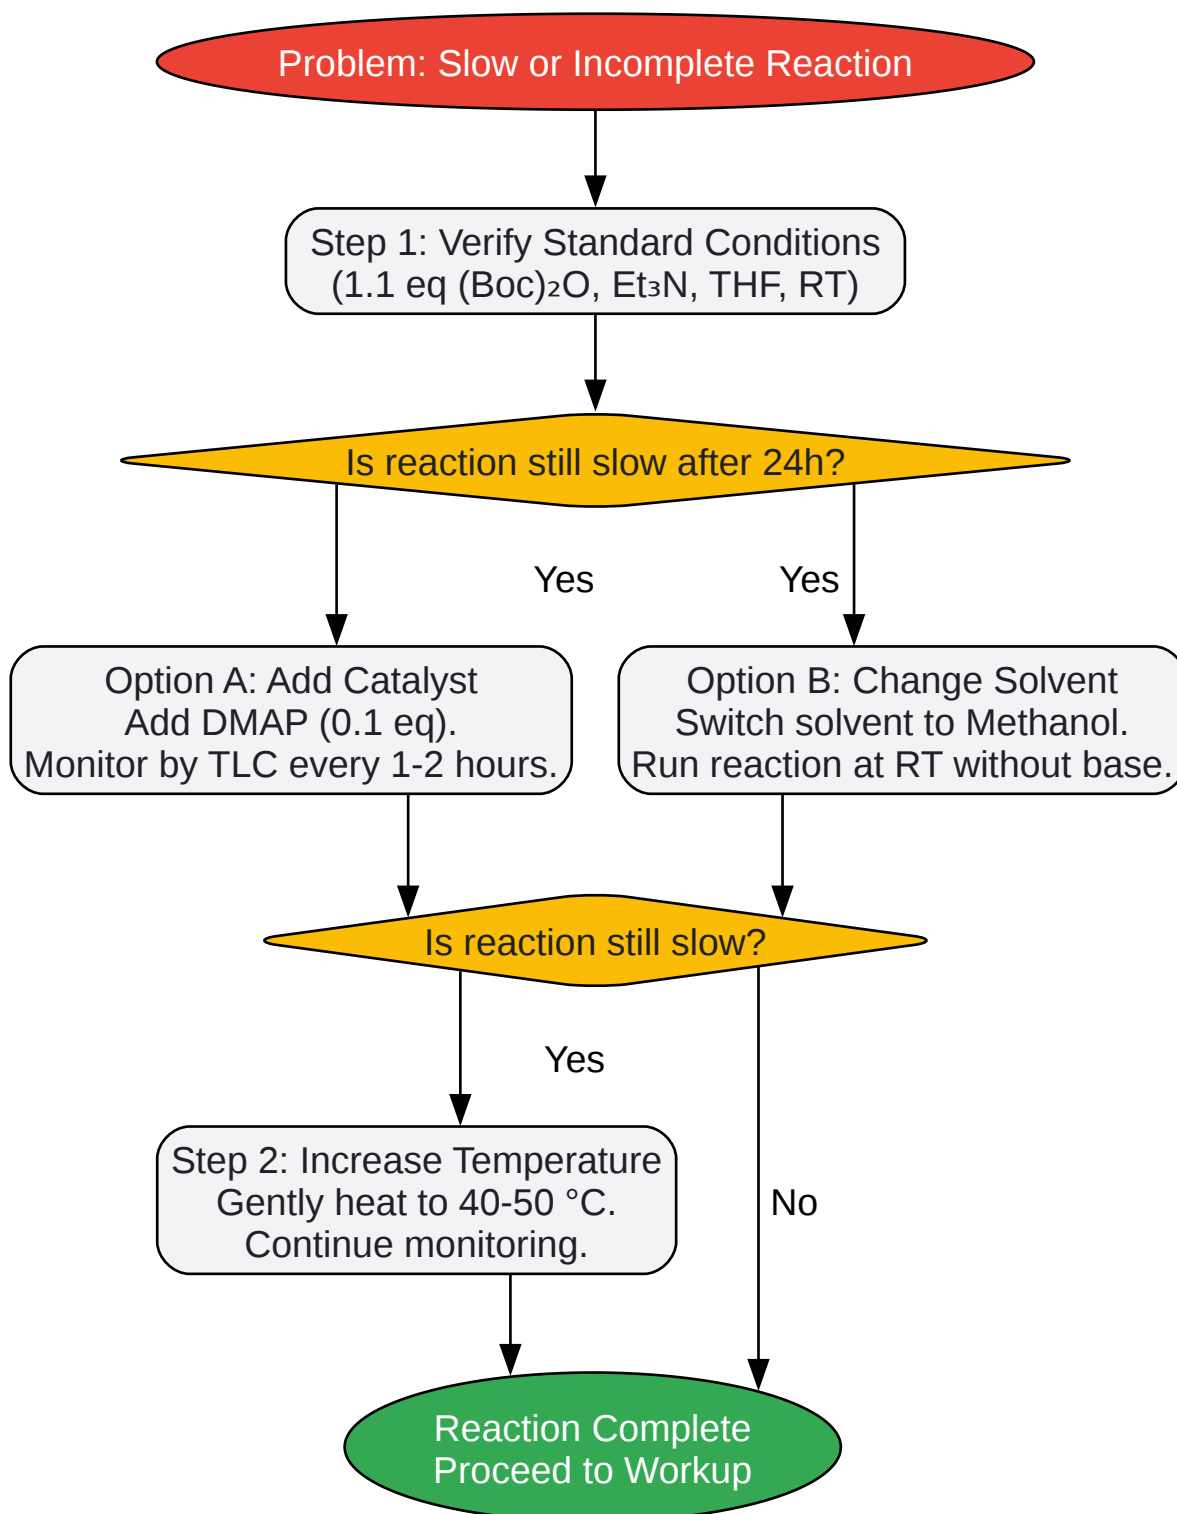 Problem: Slow or Incomplete Reaction
Step 1: Verify Standard Conditions
(1.1 eq (Boc)₂O, Et₃N, THF, RT)
Is reaction still slow after 24h?
Yes
Yes
Option A: Add Catalyst
Add DMAP (0.1 eq).
Monitor by TLC every 1-2 hours.
Option B: Change Solvent
Switch solvent to Methanol.
Run reaction at RT without base.
Is reaction still slow?
Yes
Step 2: Increase Temperature
Gently heat to 40-50 °C.
Continue monitoring.
No
Reaction Complete
Proceed to Workup